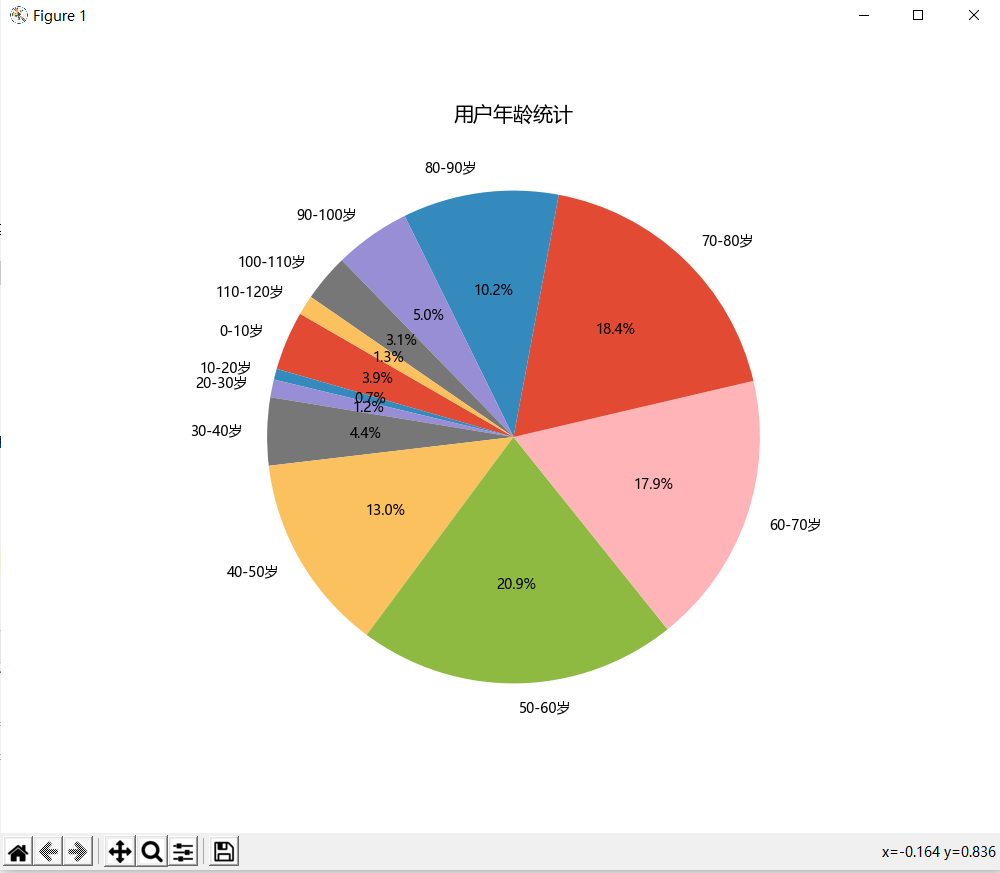 Figure 1
用户年龄统计
80-90岁
90-100岁
70-80岁
100-110岁
110-120岁
10.2%
5.0%
18.4%
0-10岁
3.1%
1.3%
10-20岁
3.9%
20-30岁
0.7%
1.2%
30-40岁
4.4%
17.9%
13.0%
60-70岁
40-50岁
20.9%
50-60岁
x=-0.164 y=0.836